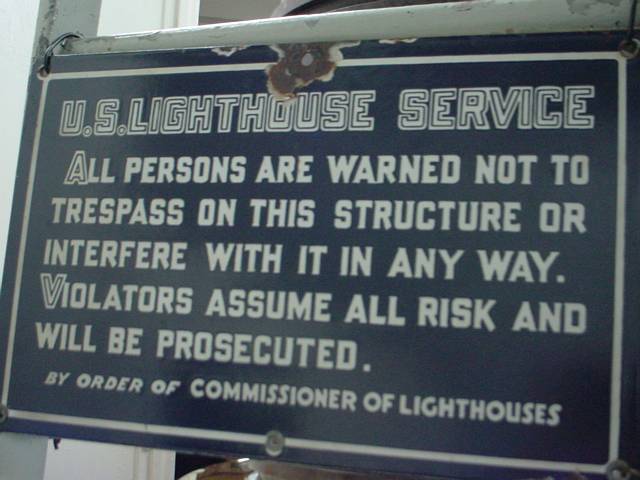 U.S. LIGHTHOUSE SERVICE
ALL PERSONS ARE WARNED NOT TO
TRESPASS ON THIS STRUCTURE OR
INTERFERE WITH IT IN ANY WAY.
VIOLATORS ASSUME ALL RISK AND
WILL BE PROSECUTED.
BY ORDER OF COMMISSIONER OF LIGHTHOUSES